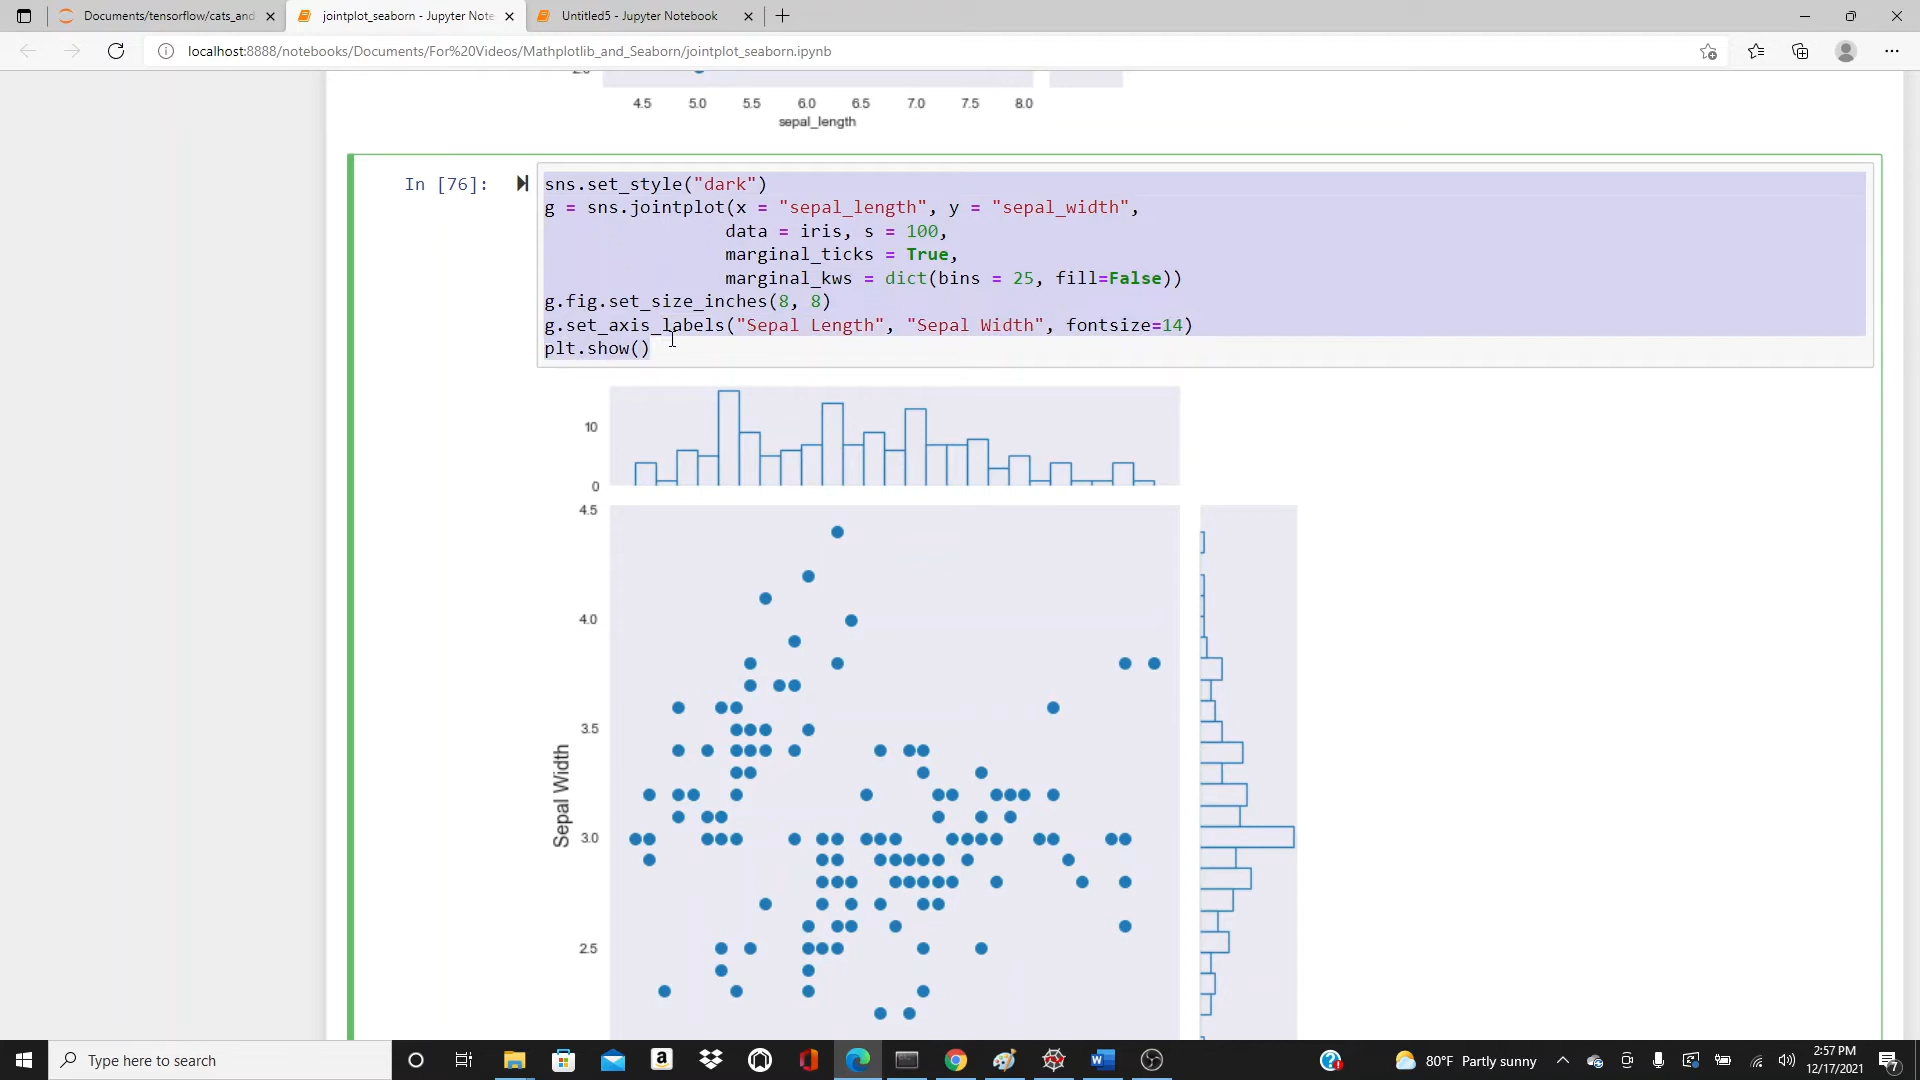 Documents/tensorflow/cats_and
jointplot_seaborn - Jupyter Note
Untitled5 - Jupyter Notebook
localhost:8888/notebooks/Documents/For%20Videos/Mathplotlib_and_Seaborn/jointplot_seaborn.ipynb
4.5 5.0 5.5 6.0 6.5 7.0 7.5 8.0
sepal_length
In [76]:
sns.set_style("dark")
g = sns.jointplot(x = "sepal_length", y = "sepal_width",
data = iris, s = 100,
marginal_ticks = True,
marginal_kws = dict(bins = 25, fill=False))
g.fig.set_size_inches(8, 8)
g.set_axis_labels("Sepal Length", "Sepal Width", fontsize=14)
plt.show()
10
0
4.5
4.0
3.5
Sepal Width
3.0
2.5
Type here to search
80°F Partly sunny
2:57 PM
12/17/2021
7